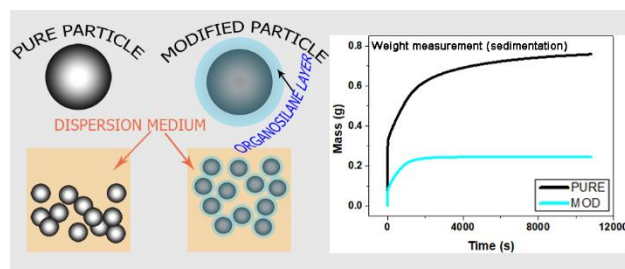 PURE PARTICLE
MODIFIED PARTICLE
ORGANOSILANE LAYER
DISPERSION MEDIUM
Weight measurement (sedimentation)
Mass (g)
0.8
0.6
0.4
0.2
0.0
PURE
MOD
0
4000
8000
12000
Time (s)